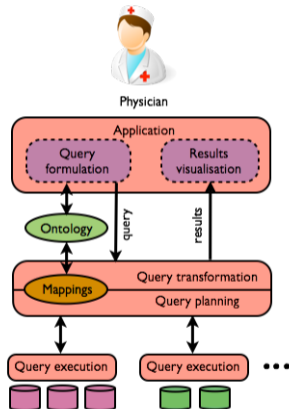 Physician
Application
Query
formulation
Results
visualisation
Ontology
query
results
Mappings
Query transformation
Query planning
Query execution
Query execution
•••